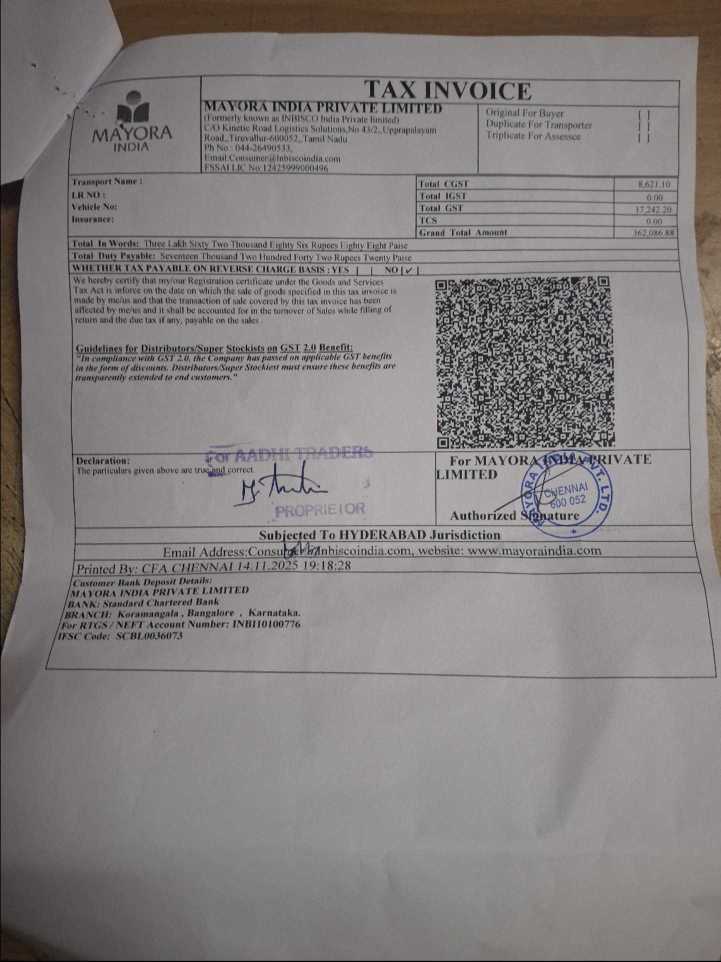 MAYORA
INDIA
TAX INVOICE
MAYORA INDIA PRIVATE LIMITED
(Formerly known as INBISCO India Private limited)
C/O Kinetic Road Logistics Solutions,No 43/2,,Upprapalayam
Road,,Tiruvallur-600052,,Tamil Nadu
Ph No : 044-26490533,
Email:Consumer@Inbiscoindia.com
FSSAI LIC No:12425999000496
Original For Buyer [ ]
Duplicate For Transporter [ ]
Triplicate For Assessee [ ]
Transport Name :
LR NO :
Vehicle No:
Insurance:
Total CGST 8,621.10
Total IGST 0.00
Total GST 17,242.20
TCS 0.00
Grand Total Amount 362,086.88
Total In Words: Three Lakh Sixty Two Thousand Eighty Six Rupees Eighty Eight Paise
Total Duty Payable: Seventeen Thousand Two Hundred Forty Two Rupees Twenty Paise
WHETHER TAX PAYABLE ON REVERSE CHARGE BASIS : YES [ ] NO[✓]
We hereby certify that my/our Registration certificate under the Goods and Services
Tax Act is inforce on the date on which the sale of goods specified in this tax invoice is
made by me/us and that the transaction of sale covered by this tax invoice has been
affected by me/us and it shall be accounted for in the turnover of Sales while filling of
return and the due tax if any, payable on the sales
Guidelines for Distributors/Super Stockists on GST 2.0 Benefit:
"In compliance with GST 2.0, the Company has passed on applicable GST benefits
in the form of discounts. Distributors/Super Stockiest must ensure these benefits are
transparently extended to end customers."
Declaration:
The particulars given above are true and correct.
For AADHI TRADERS
PROPRIETOR
For MAYORA INDIA PRIVATE
LIMITED
MAYORA INDIA PVT. LTD.
CHENNAI
600 052
Authorized Signature
Subjected To HYDERABAD Jurisdiction
Email Address:Consumer@Inbiscoindia.com, website: www.mayoraindia.com
Printed By: CFA CHENNAI 14.11.2025 19:18:28
Customer Bank Deposit Details:
MAYORA INDIA PRIVATE LIMITED
BANK: Standard Chartered Bank
BRANCH: Koramangala , Bangalore , Karnataka.
For RTGS / NEFT Account Number: INBI10100776
IFSC Code: SCBL0036073